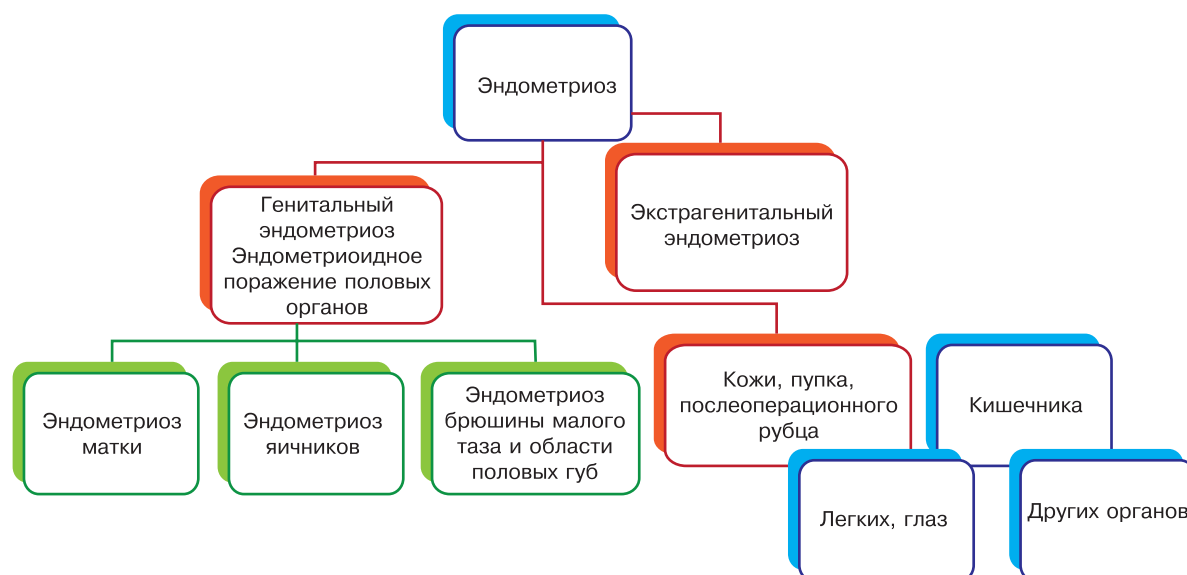 Эндометриоз
Генитальный
эндометриоз
Эндометриоидное
поражение половых
органов
Экстрагенитальный
эндометриоз
Эндометриоз
матки
Эндометриоз
яичников
Эндометриоз
брюшины малого
таза и области
половых губ
Кожи, пупка,
послеоперационного
рубца
Кишечника
Легких, глаз
Других органов